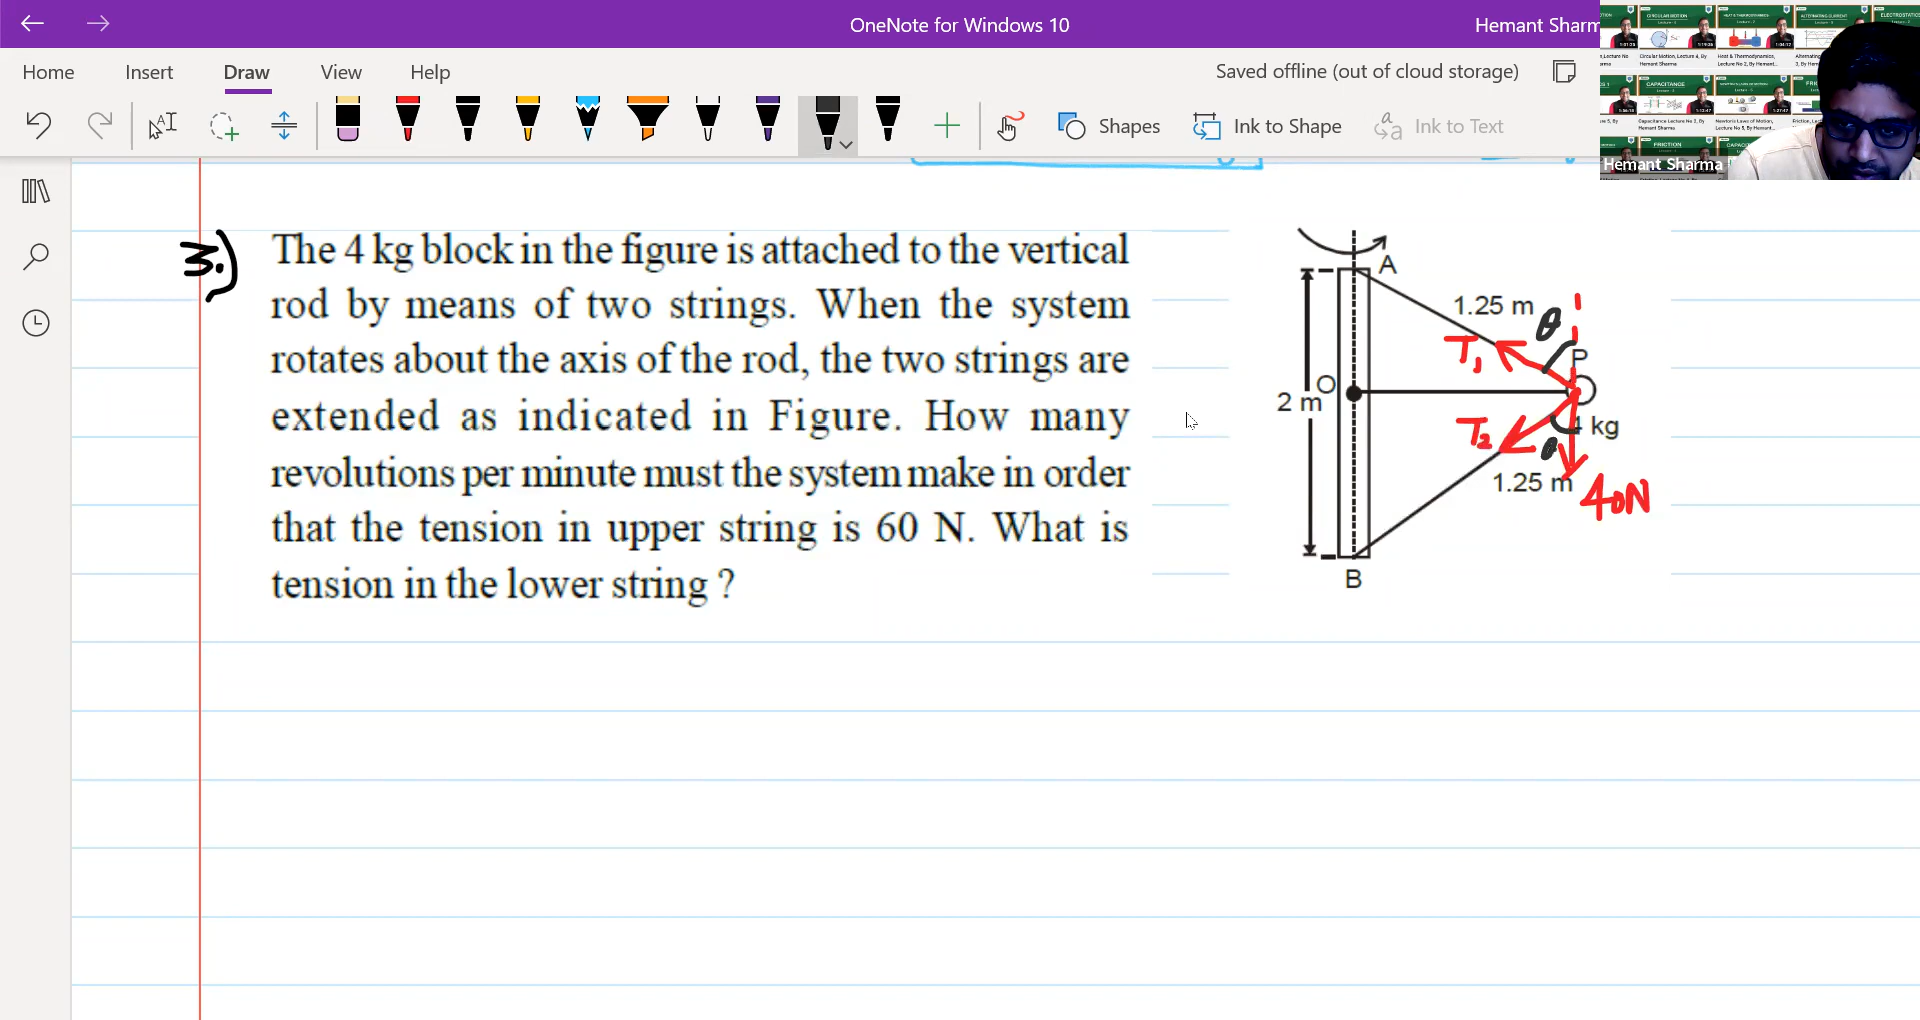 OneNote for Windows 10
Hemant Sharm
Home Insert Draw View Help
Saved offline (out of cloud storage)
Shapes
Ink to Shape
Ink to Text
Hemant Sharma
3.)
The 4 kg block in the figure is attached to the vertical
rod by means of two strings. When the system
rotates about the axis of the rod, the two strings are
extended as indicated in Figure. How many
revolutions per minute must the system make in order
that the tension in upper string is 60 N. What is
tension in the lower string ?
A
1.25 m
θ
T1
P
O
2 m
T2
4 kg
θ
1.25 m
40N
B